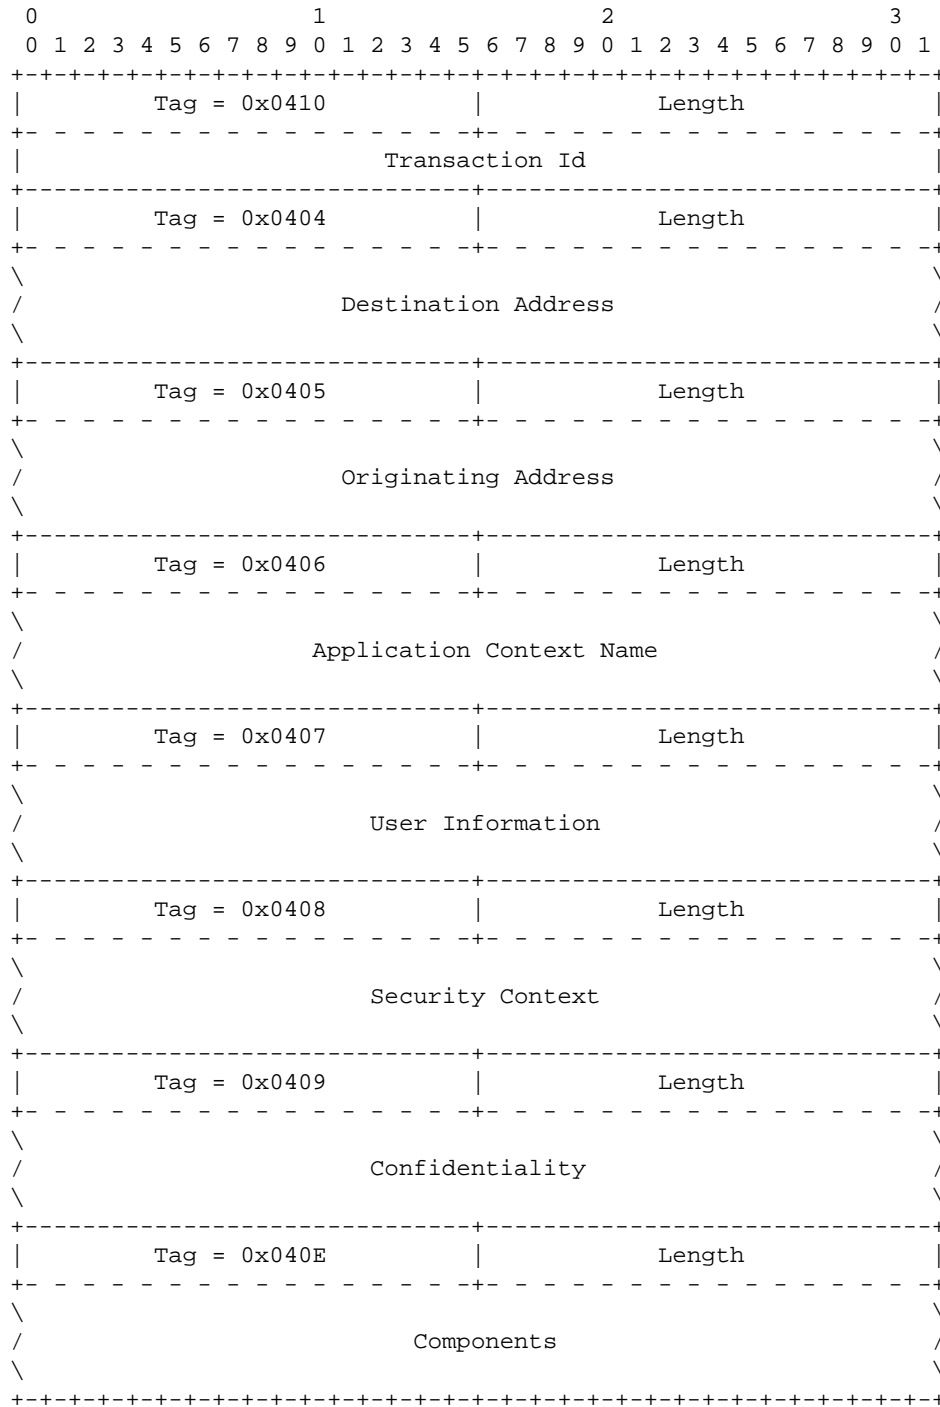 0                   1                   2                   3
 0 1 2 3 4 5 6 7 8 9 0 1 2 3 4 5 6 7 8 9 0 1 2 3 4 5 6 7 8 9 0 1
+-+-+-+-+-+-+-+-+-+-+-+-+-+-+-+-+-+-+-+-+-+-+-+-+-+-+-+-+-+-+-+-+
|         Tag = 0x0410          |            Length             |
+- - - - - - - - - - - - - - - -+- - - - - - - - - - - - - - - -+
|                         Transaction Id                        |
+-------------------------------+-------------------------------+
|         Tag = 0x0404          |            Length             |
+- - - - - - - - - - - - - - - -+- - - - - - - - - - - - - - - -+
\                                                               \
/                      Destination Address                      /
\                                                               \
+-------------------------------+-------------------------------+
|         Tag = 0x0405          |            Length             |
+- - - - - - - - - - - - - - - -+- - - - - - - - - - - - - - - -+
\                                                               \
/                      Originating Address                      /
\                                                               \
+-------------------------------+-------------------------------+
|         Tag = 0x0406          |            Length             |
+- - - - - - - - - - - - - - - -+- - - - - - - - - - - - - - - -+
\                                                               \
/                    Application Context Name                   /
\                                                               \
+-------------------------------+-------------------------------+
|         Tag = 0x0407          |            Length             |
+- - - - - - - - - - - - - - - -+- - - - - - - - - - - - - - - -+
\                                                               \
/                        User Information                       /
\                                                               \
+-------------------------------+-------------------------------+
|         Tag = 0x0408          |            Length             |
+- - - - - - - - - - - - - - - -+- - - - - - - - - - - - - - - -+
\                                                               \
/                        Security Context                       /
\                                                               \
+-------------------------------+-------------------------------+
|         Tag = 0x0409          |            Length             |
+- - - - - - - - - - - - - - - -+- - - - - - - - - - - - - - - -+
\                                                               \
/                        Confidentiality                        /
\                                                               \
+-------------------------------+-------------------------------+
|         Tag = 0x040E          |            Length             |
+- - - - - - - - - - - - - - - -+- - - - - - - - - - - - - - - -+
\                                                               \
/                           Components                          /
\                                                               \
+-+-+-+-+-+-+-+-+-+-+-+-+-+-+-+-+-+-+-+-+-+-+-+-+-+-+-+-+-+-+-+-+